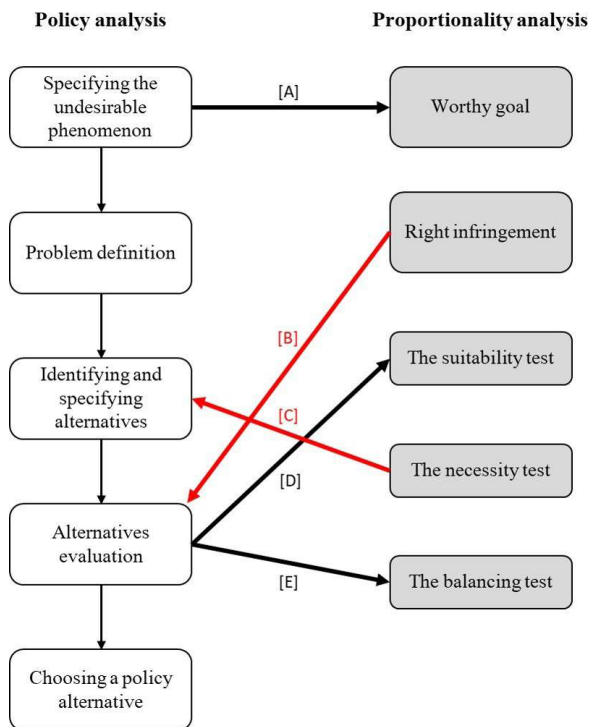 Policy analysis
Proportionality analysis
Specifying the
undesirable
phenomenon
[A]
Worthy goal
Problem definition
Right infringement
[B]
Identifying and
specifying
alternatives
[C]
The suitability test
[D]
The necessity test
Alternatives
evaluation
[E]
The balancing test
Choosing a policy
alternative